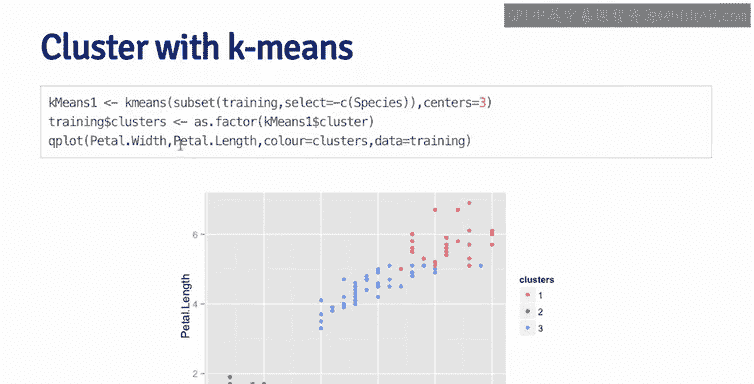 Cluster with k-means
kMeans1 <- kmeans(subset(training,select=-c(Species)),centers=3)
training$clusters <- as.factor(kMeans1$cluster)
qplot(Petal.Width,Petal.Length,colour=clusters,data=training)
6
4
2
Petal.Length
clusters
1
2
3